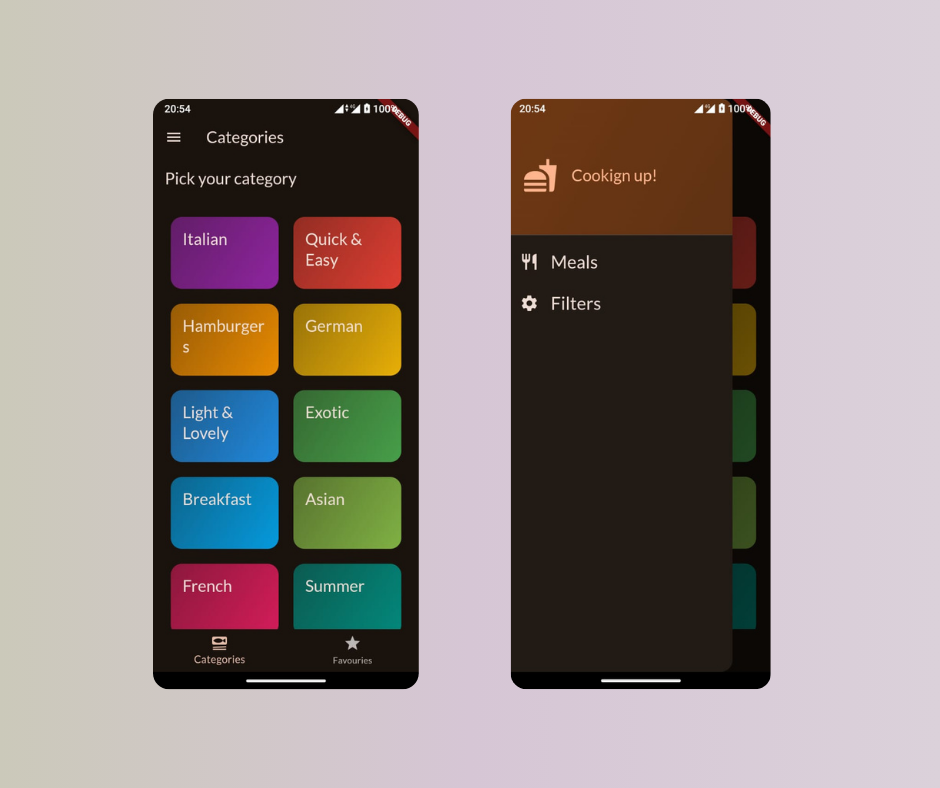 20:54
100%
DEBUG
Categories
Pick your category
Italian
Quick &
Easy
Hamburger
s
German
Light &
Lovely
Exotic
Breakfast
Asian
French
Summer
Categories
Favouries
20:54
100%
DEBUG
Cookign up!
Meals
Filters